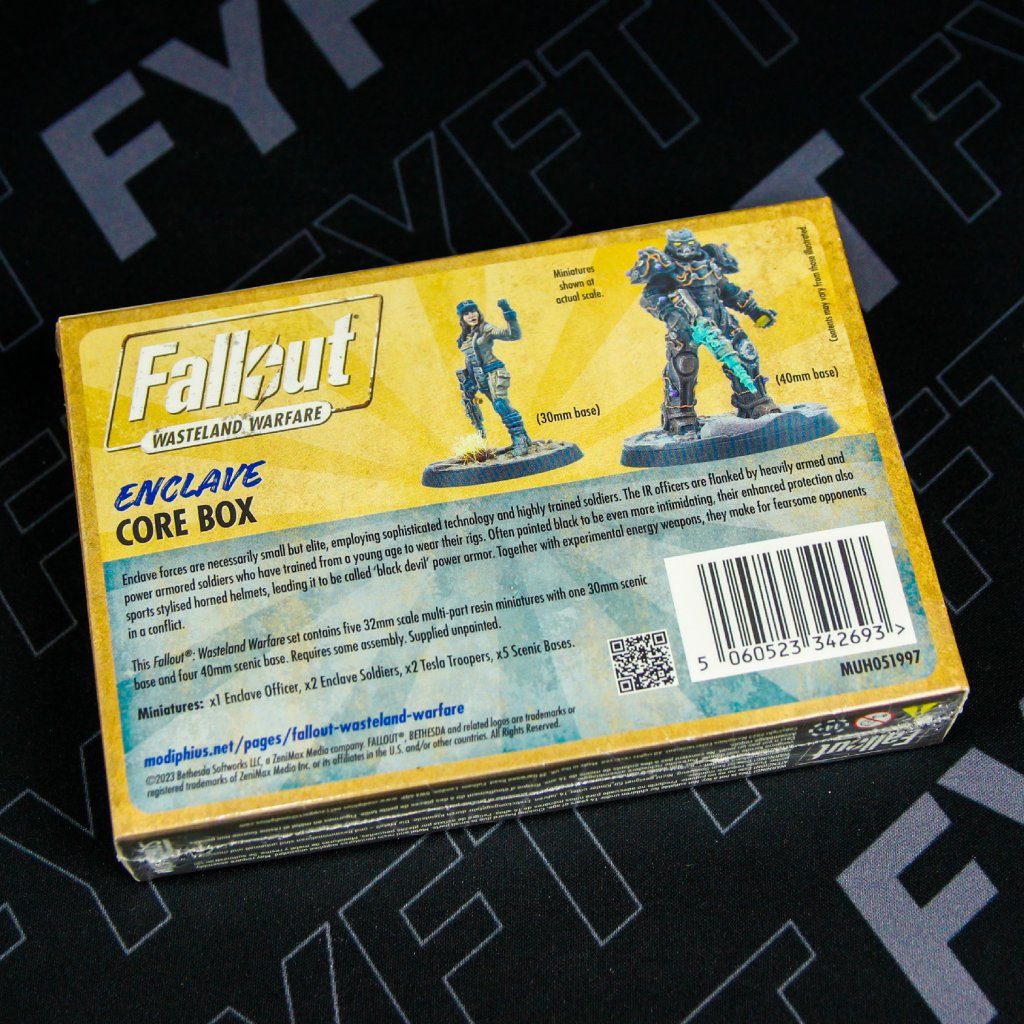 FYF
FYFTT
Miniatures
shown at
actual scale.
Contents may vary from those illustrated.
Fallout®
WASTELAND WARFARE
(30mm base)
(40mm base)
ENCLAVE
CORE BOX
Enclave forces are necessarily small but elite, employing sophisticated technology and highly trained soldiers. The IR officers are flanked by heavily armed and
power armored soldiers who have trained from a young age to wear their rigs. Often painted black to be even more intimidating, their enhanced protection also
sports stylised horned helmets, leading it to be called 'black devil' power armor. Together with experimental energy weapons, they make for fearsome opponents
in a conflict.
This Fallout®: Wasteland Warfare set contains five 32mm scale multi-part resin miniatures with one 30mm scenic
base and four 40mm scenic base. Requires some assembly. Supplied unpainted.
Miniatures: x1 Enclave Officer, x2 Enclave Soldiers, x2 Tesla Troopers, x5 Scenic Bases.
5 060523 342693 >
MUH051997
modiphius.net/pages/fallout-wasteland-warfare
©2023 Bethesda Softworks LLC, a ZeniMax Media company. FALLOUT®, BETHESDA and related logos are trademarks or
registered trademarks of ZeniMax Media Inc. or its affiliates in the U.S. and/or other countries. All Rights Reserved.
Fallout
FYFTT
FY